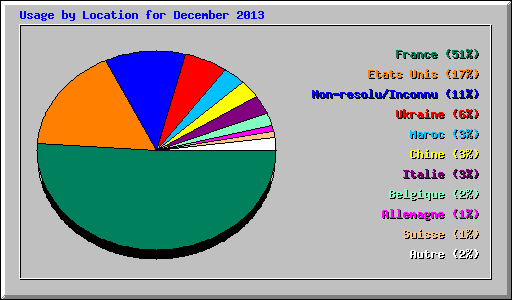 Usage by Location for December 2013
France (51%)
Etats Unis (17%)
Non-resolu/Inconnu (11%)
Ukraine (6%)
Maroc (3%)
Chine (3%)
Italie (3%)
Belgique (2%)
Allemagne (1%)
Suisse (1%)
Autre (2%)